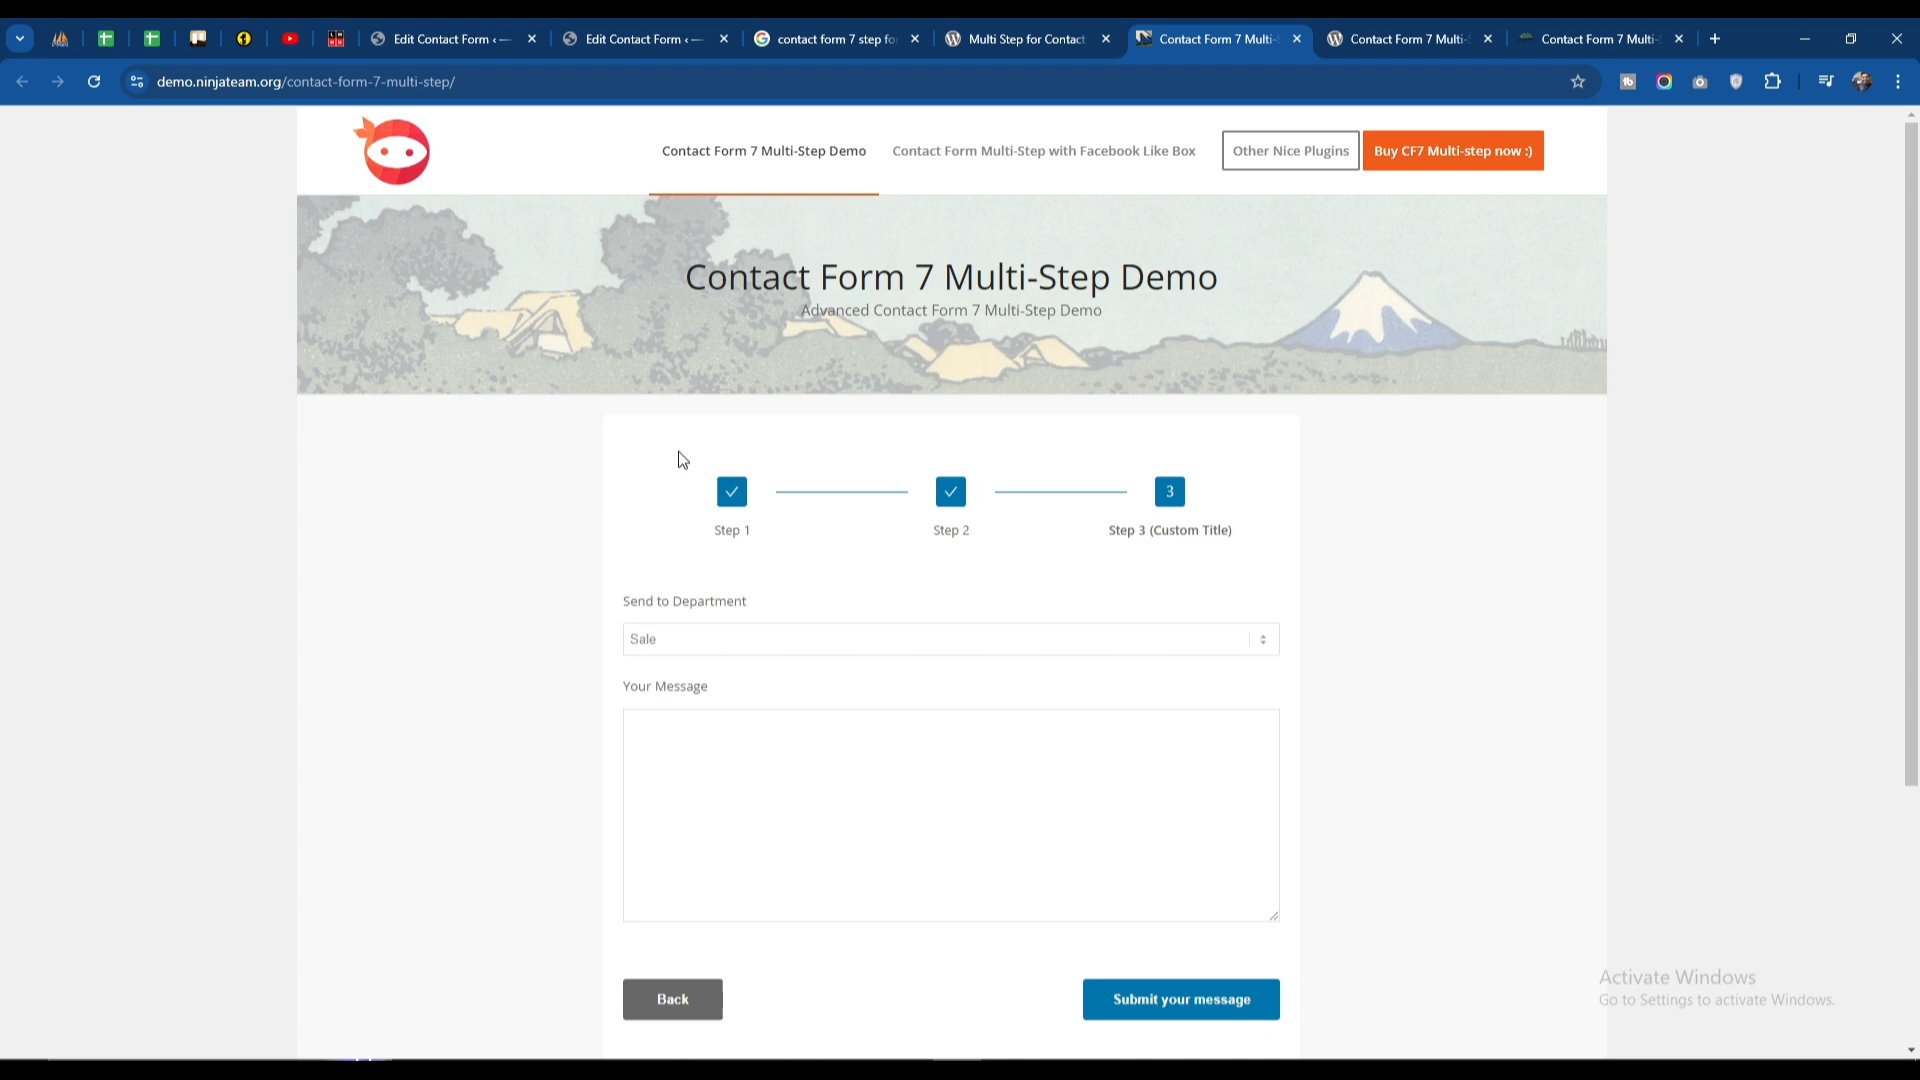 Edit Contact Form ‹ —
Edit Contact Form ‹ —
contact form 7 step fo
Multi Step for Contact
Contact Form 7 Multi-
Contact Form 7 Multi-
Contact Form 7 Multi-
demo.ninjateam.org/contact-form-7-multi-step/
Contact Form 7 Multi-Step Demo
Contact Form Multi-Step with Facebook Like Box
Other Nice Plugins
Buy CF7 Multi-step now :)
Contact Form 7 Multi-Step Demo
Advanced Contact Form 7 Multi-Step Demo
3
Step 1
Step 2
Step 3 (Custom Title)
Send to Department
Sale
Your Message
Back
Submit your message
Activate Windows
Go to Settings to activate Windows.